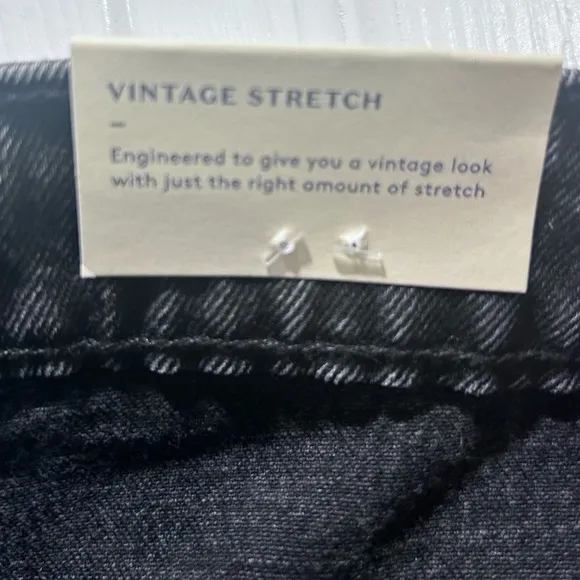 VINTAGE STRETCH
–
Engineered to give you a vintage look
with just the right amount of stretch